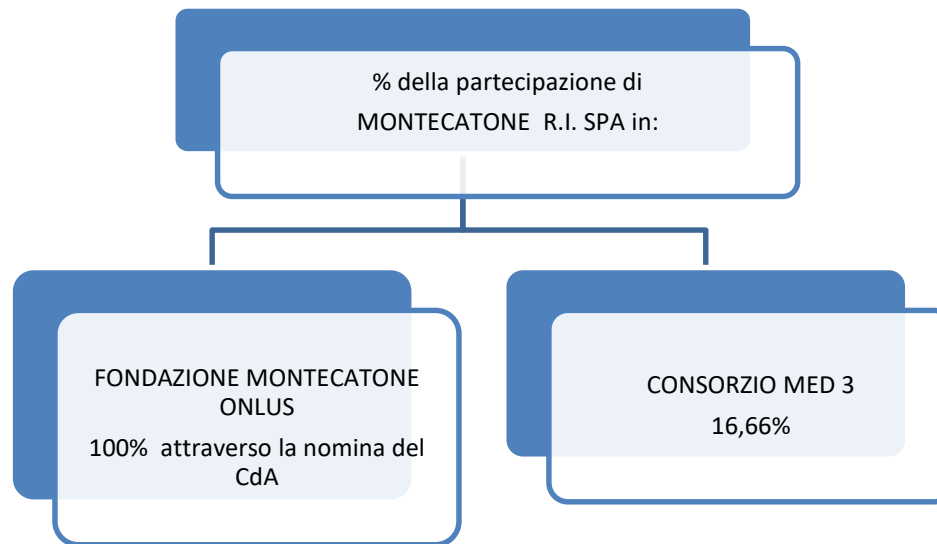 % della partecipazione di
MONTECATONE R.I. SPA in:
FONDAZIONE MONTECATONE
ONLUS
100% attraverso la nomina del
CdA
CONSORZIO MED 3
16,66%